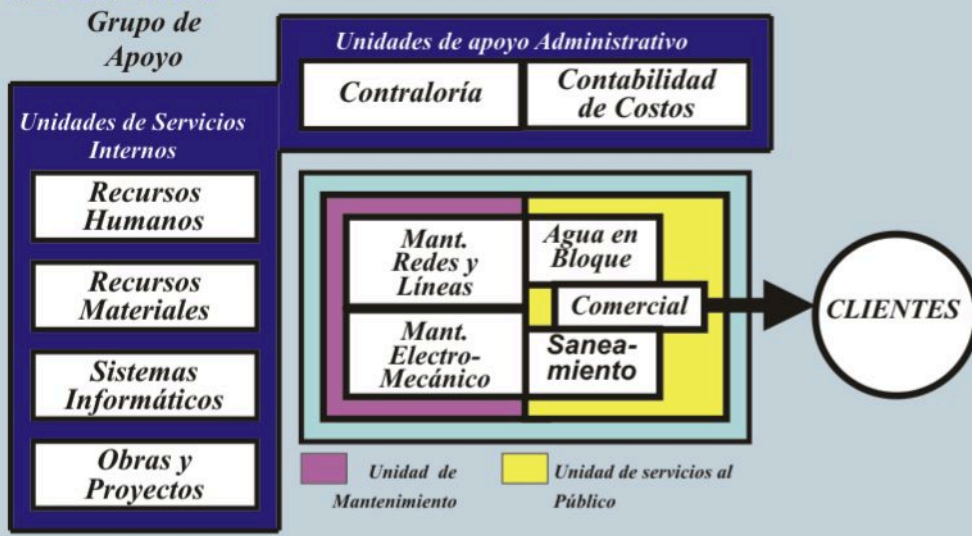 Grupo de
Apoyo
Unidades de apoyo Administrativo
Contraloría
Contabilidad
de Costos
Unidades de Servicios
Internos
Recursos
Humanos
Recursos
Materiales
Sistemas
Informáticos
Obras y
Proyectos
Mant.
Redes y
Líneas
Agua en
Bloque
Comercial
Mant.
Electro-
Mecánico
Sanea-
miento
CLIENTES
Unidad de
Mantenimiento
Unidad de servicios al
Público